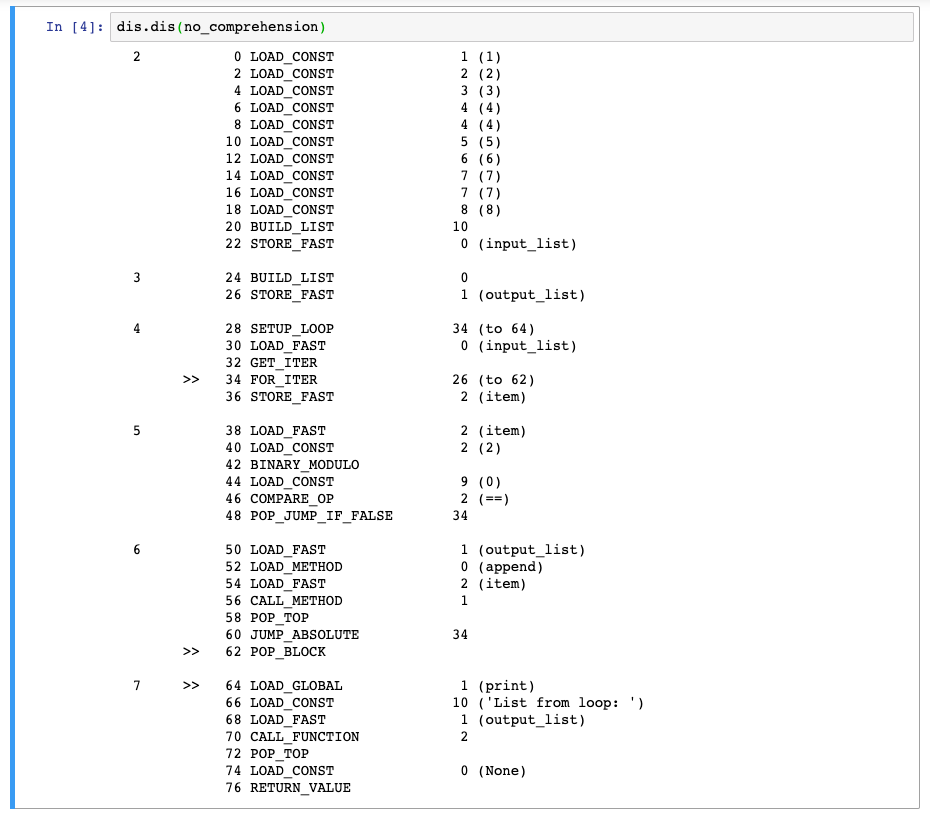 In [4]: dis.dis(no_comprehension)
2 0 LOAD_CONST 1 (1)
2 LOAD_CONST 2 (2)
4 LOAD_CONST 3 (3)
6 LOAD_CONST 4 (4)
8 LOAD_CONST 4 (4)
10 LOAD_CONST 5 (5)
12 LOAD_CONST 6 (6)
14 LOAD_CONST 7 (7)
16 LOAD_CONST 7 (7)
18 LOAD_CONST 8 (8)
20 BUILD_LIST 10
22 STORE_FAST 0 (input_list)
3 24 BUILD_LIST 0
26 STORE_FAST 1 (output_list)
4 28 SETUP_LOOP 34 (to 64)
30 LOAD_FAST 0 (input_list)
32 GET_ITER
>> 34 FOR_ITER 26 (to 62)
36 STORE_FAST 2 (item)
5 38 LOAD_FAST 2 (item)
40 LOAD_CONST 2 (2)
42 BINARY_MODULO
44 LOAD_CONST 9 (0)
46 COMPARE_OP 2 (==)
48 POP_JUMP_IF_FALSE 34
6 50 LOAD_FAST 1 (output_list)
52 LOAD_METHOD 0 (append)
54 LOAD_FAST 2 (item)
56 CALL_METHOD 1
58 POP_TOP
60 JUMP_ABSOLUTE 34
>> 62 POP_BLOCK
7 >> 64 LOAD_GLOBAL 1 (print)
66 LOAD_CONST 10 ('List from loop: ')
68 LOAD_FAST 1 (output_list)
70 CALL_FUNCTION 2
72 POP_TOP
74 LOAD_CONST 0 (None)
76 RETURN_VALUE